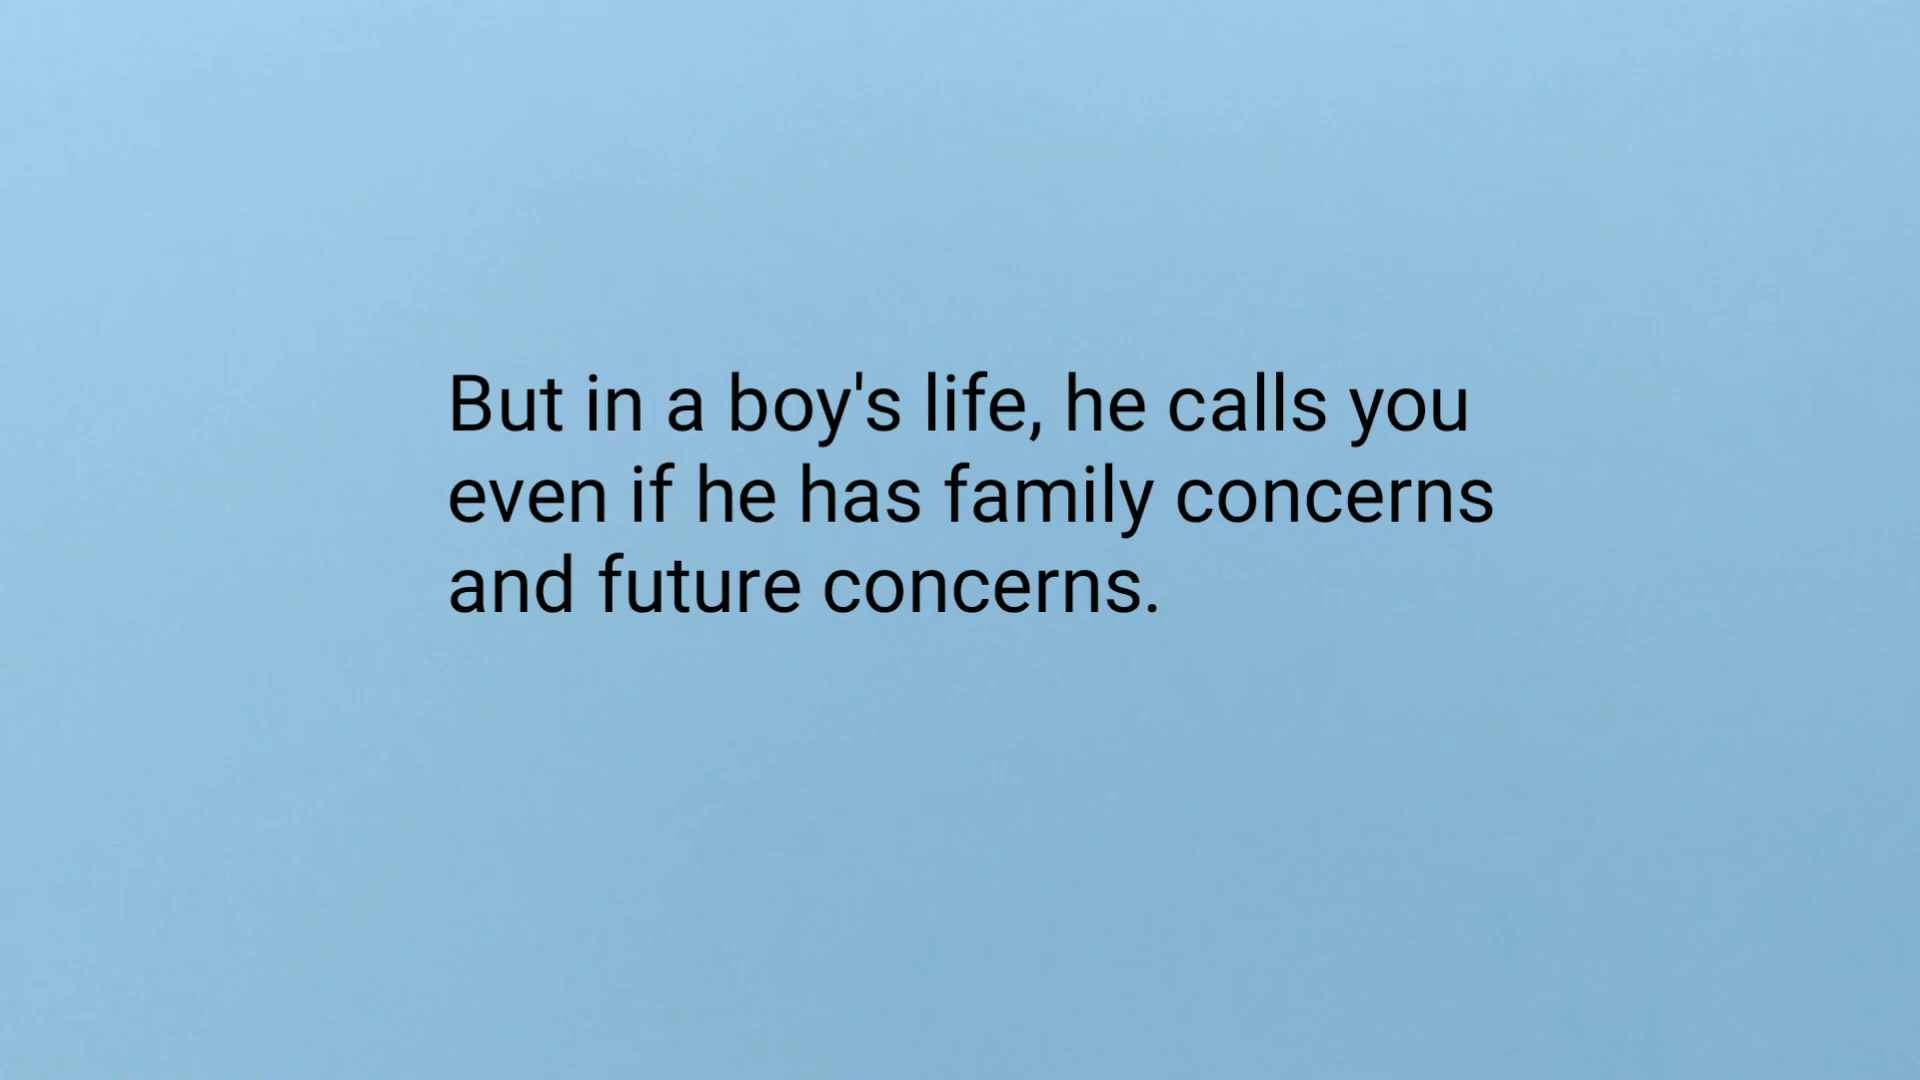 But in a boy's life, he calls you
even if he has family concerns
and future concerns.